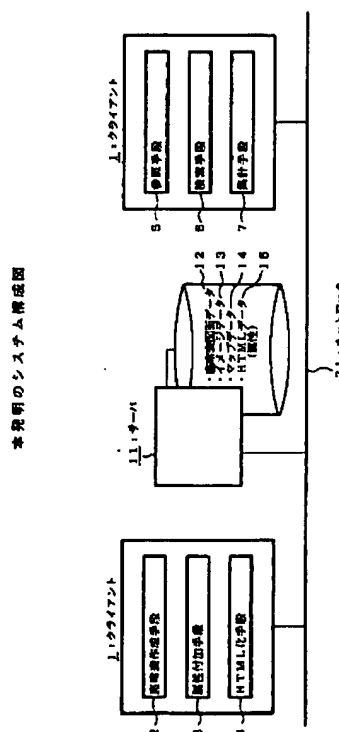 本発明のシステム構成図
1:クライアント
2
3
属性付加手段
HTML化手段
11:サーバ
・イメージデータ 13
・マップデータ 14
・HTMLデータ 15
(属性)
12
1:クライアント
5
参照手段
6
検索手段
7
集計手段